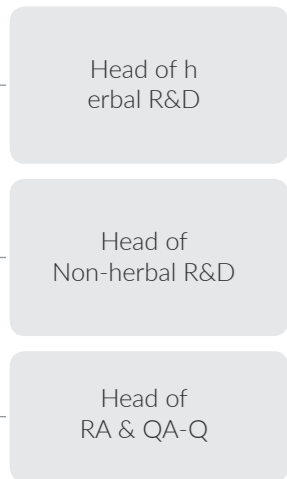 Head of h
erbal R&D
Head of
Non-herbal R&D
Head of
RA & QA-Q